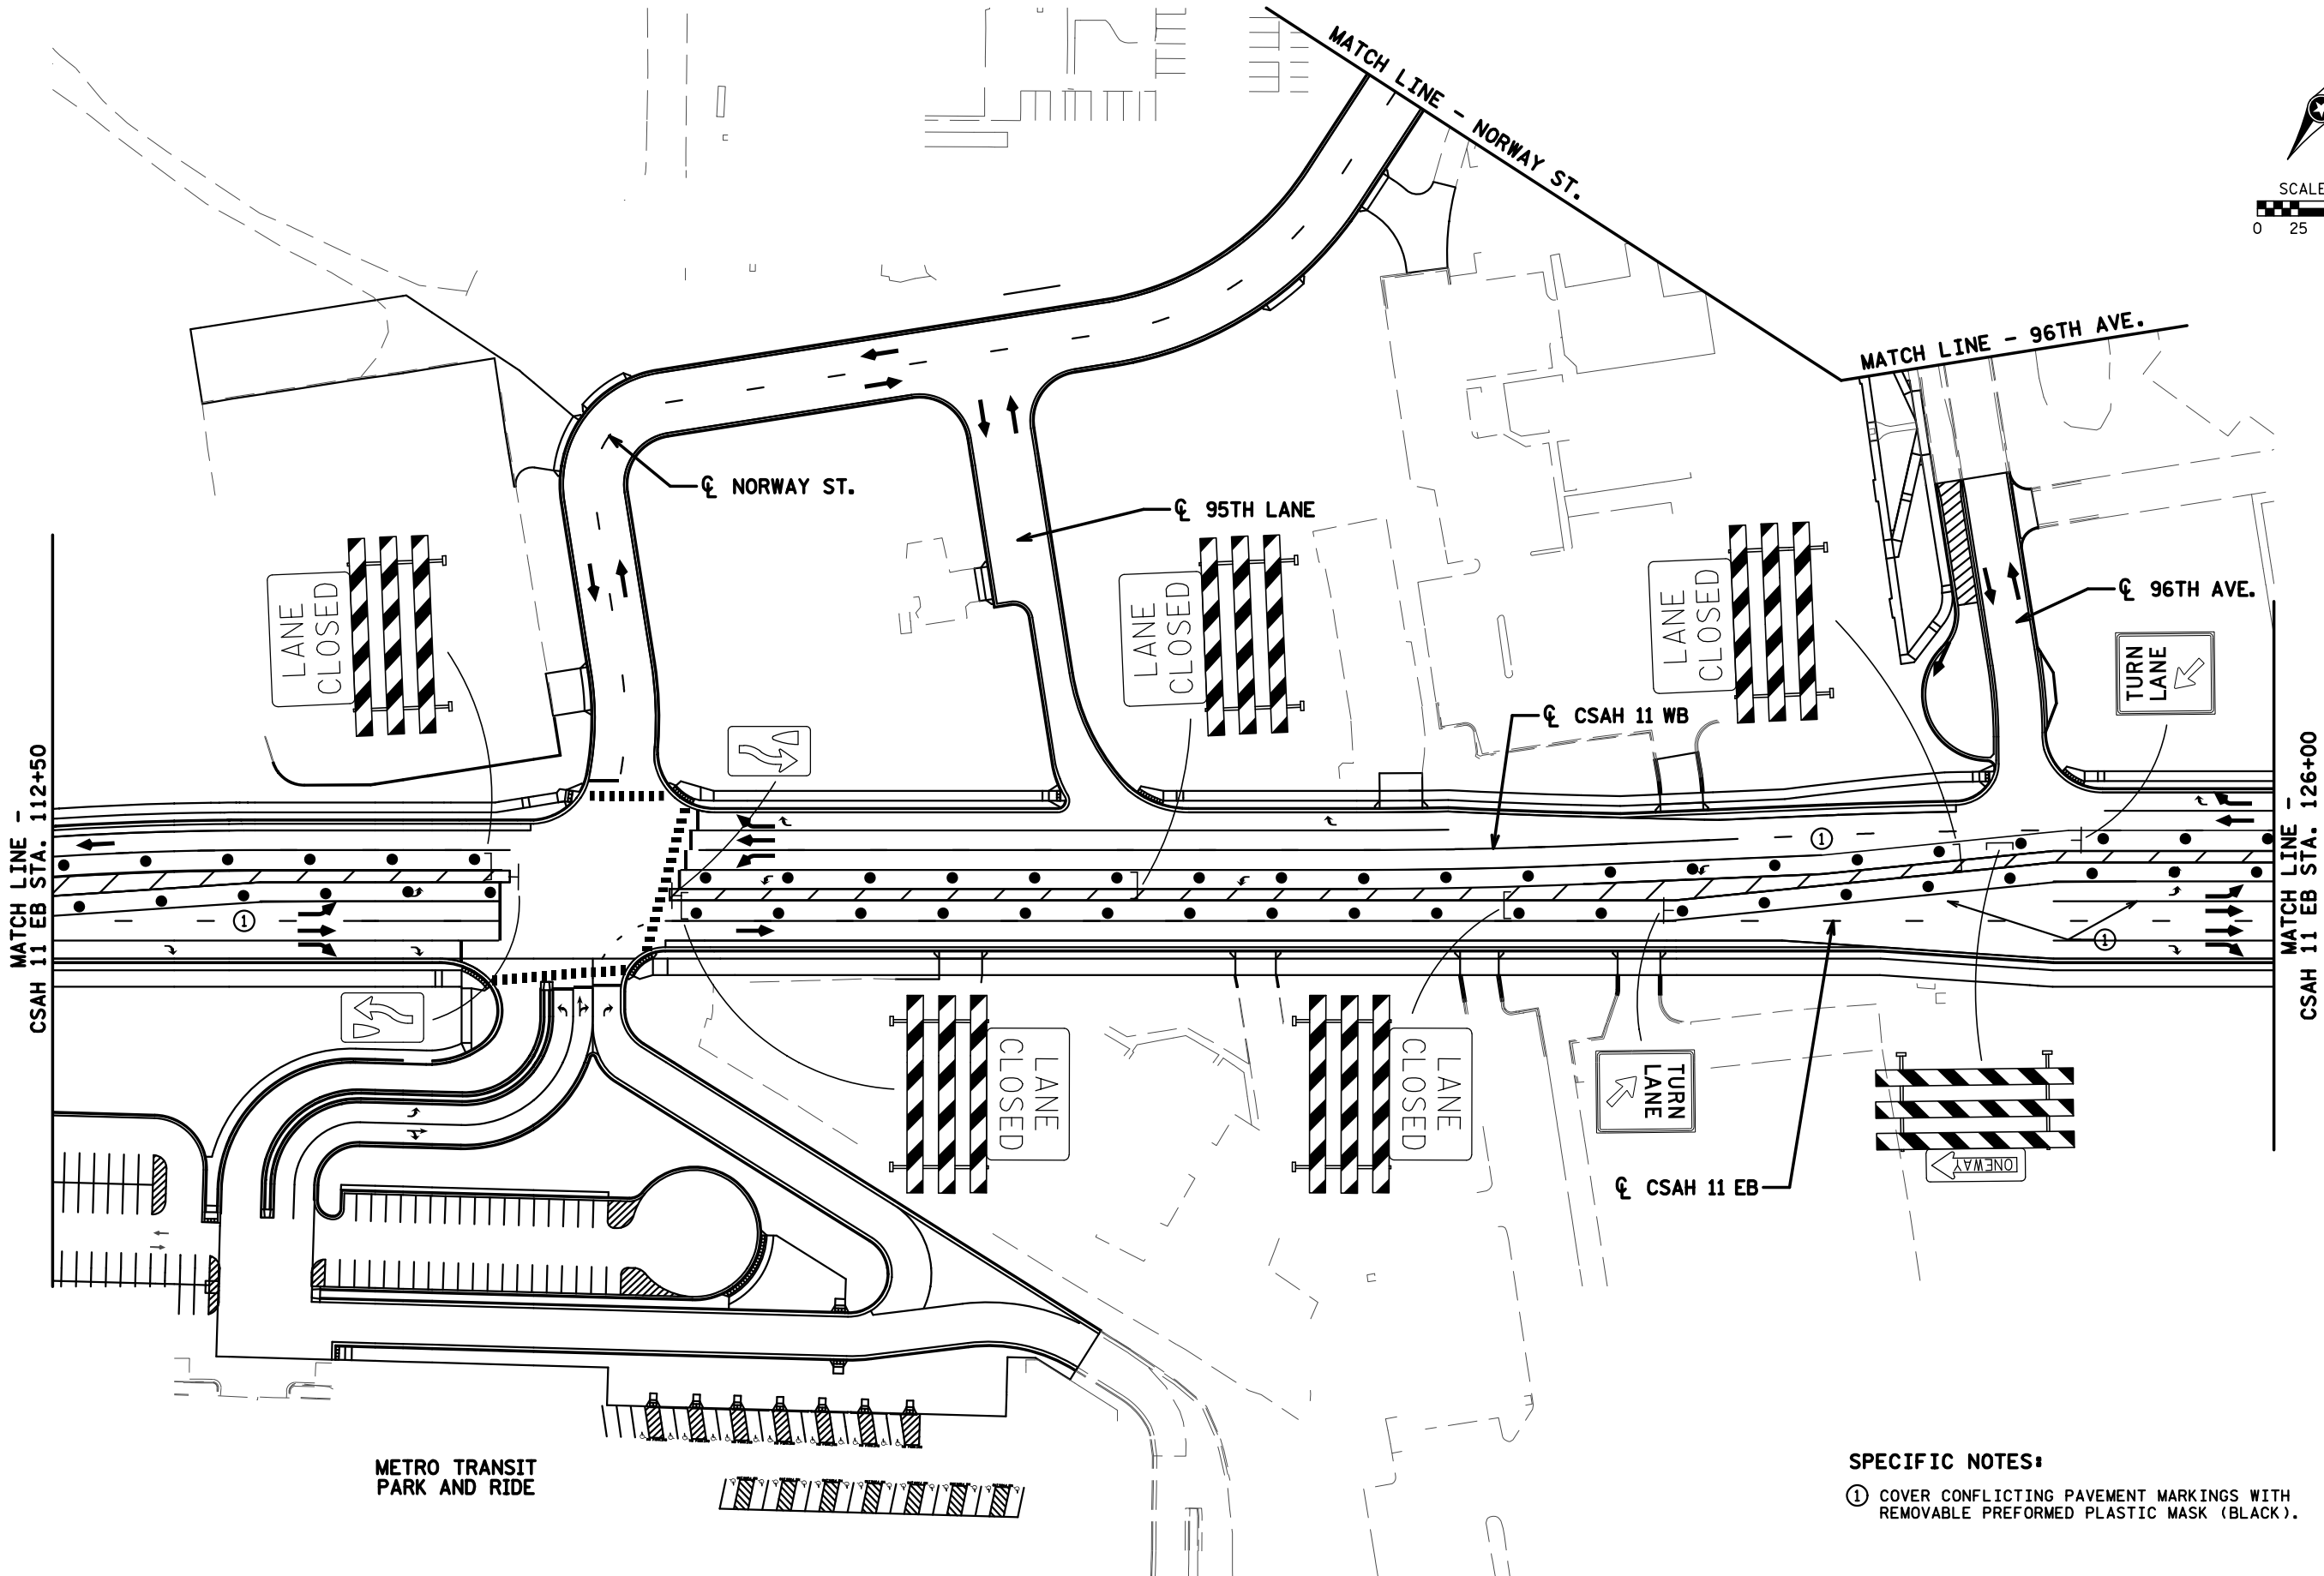 MATCH LINE - NORWAY ST.
SCALE
0 25
MATCH LINE - 96TH AVE.
℄ NORWAY ST.
℄ 95TH LANE
LANE
CLOSED
LANE
CLOSED
LANE
CLOSED
℄ 96TH AVE.
TURN
LANE
℄ CSAH 11 WB
MATCH LINE -
CSAH 11 EB STA. 112+50
1
1
1
MATCH LINE -
CSAH 11 EB STA. 126+00
LANE
CLOSED
LANE
CLOSED
TURN
LANE
ONEWAY
℄ CSAH 11 EB
METRO TRANSIT
PARK AND RIDE
SPECIFIC NOTES:
1 COVER CONFLICTING PAVEMENT MARKINGS WITH
REMOVABLE PREFORMED PLASTIC MASK (BLACK).